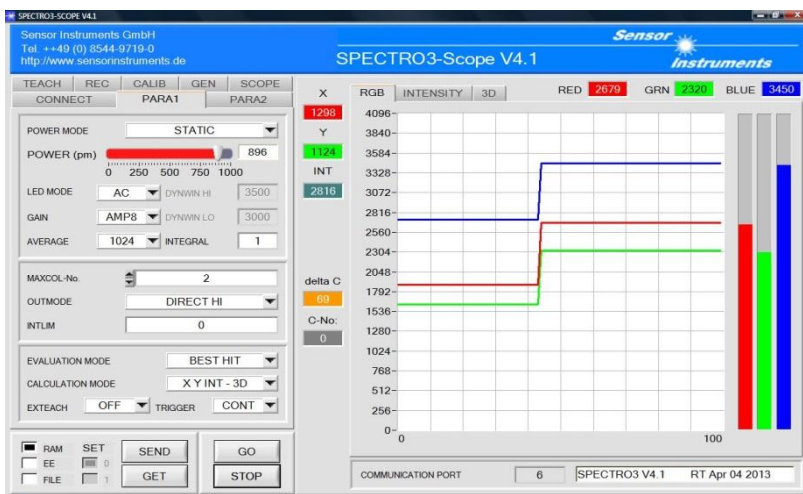 SPECTRO3-SCOPE V4.1
Sensor Instruments GmbH
Tel. ++49 (0) 8544-9719-0
http://www.sensorinstruments.de
SPECTRO3-Scope V4.1
Sensor
Instruments
TEACH REC CALIB GEN SCOPE
CONNECT PARA1 PARA2
POWER MODE STATIC
POWER (pm) 896
0 250 500 750 1000
LED MODE AC DYNWIN HI 3500
GAIN AMP8 DYNWIN LO 3000
AVERAGE 1024 INTEGRAL 1
MAXCOL-No. 2
OUTMODE DIRECT HI
INTLIM 0
EVALUATION MODE BEST HIT
CALCULATION MODE X Y INT - 3D
EXTEACH OFF TRIGGER CONT
RAM SET SEND GO
EE 0
FILE 1 GET STOP
X
1298
Y
1124
INT
2816
delta C
69
C-No:
0
RGB INTENSITY 3D RED 2679 GRN 2320 BLUE 3450
4096
3840
3584
3328
3072
2816
2560
2304
2048
1792
1536
1280
1024
768
512
256
0
0 100
COMMUNICATION PORT 6 SPECTRO3 V4.1 RT Apr 04 2013